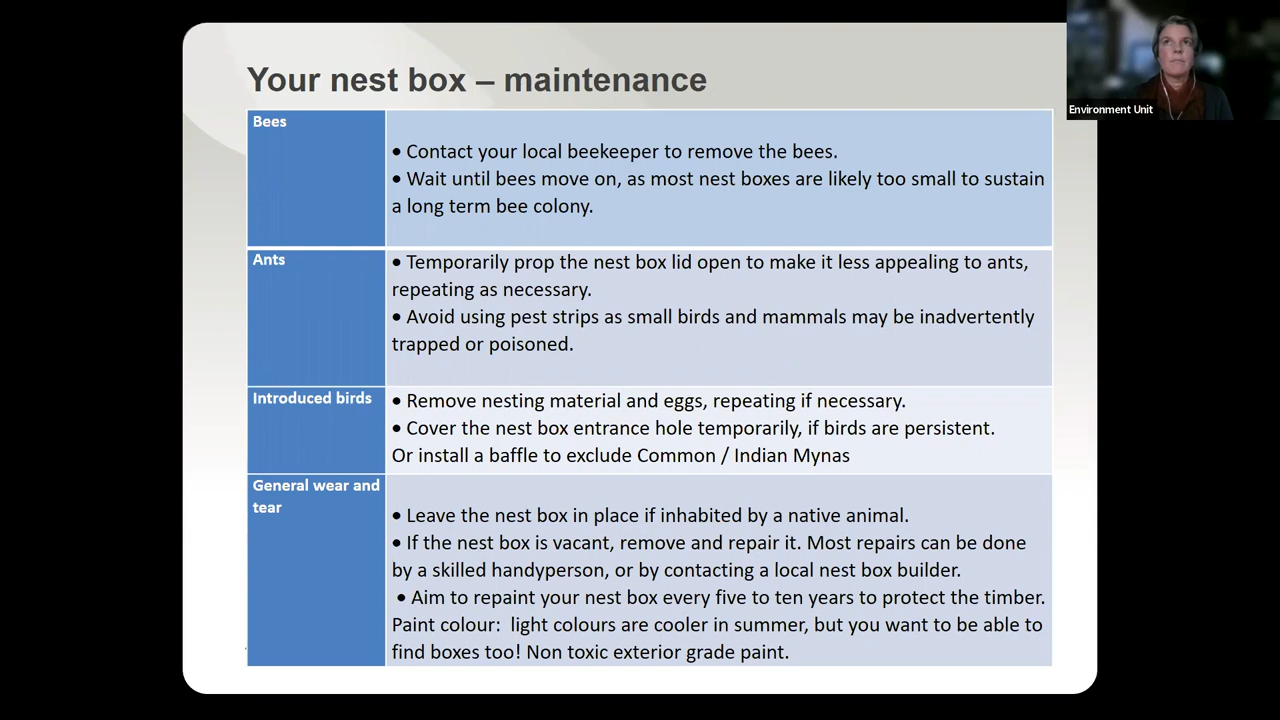 Your nest box – maintenance
Environment Unit
Bees
• Contact your local beekeeper to remove the bees.
• Wait until bees move on, as most nest boxes are likely too small to sustain
a long term bee colony.
Ants
• Temporarily prop the nest box lid open to make it less appealing to ants,
repeating as necessary.
• Avoid using pest strips as small birds and mammals may be inadvertently
trapped or poisoned.
Introduced birds
• Remove nesting material and eggs, repeating if necessary.
• Cover the nest box entrance hole temporarily, if birds are persistent.
Or install a baffle to exclude Common / Indian Mynas
General wear and
tear
• Leave the nest box in place if inhabited by a native animal.
• If the nest box is vacant, remove and repair it. Most repairs can be done
by a skilled handyperson, or by contacting a local nest box builder.
• Aim to repaint your nest box every five to ten years to protect the timber.
Paint colour:  light colours are cooler in summer, but you want to be able to
find boxes too! Non toxic exterior grade paint.